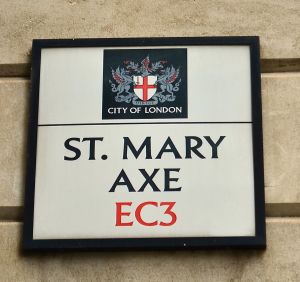 CITY OF LONDON
ST. MARY
AXE
EC3